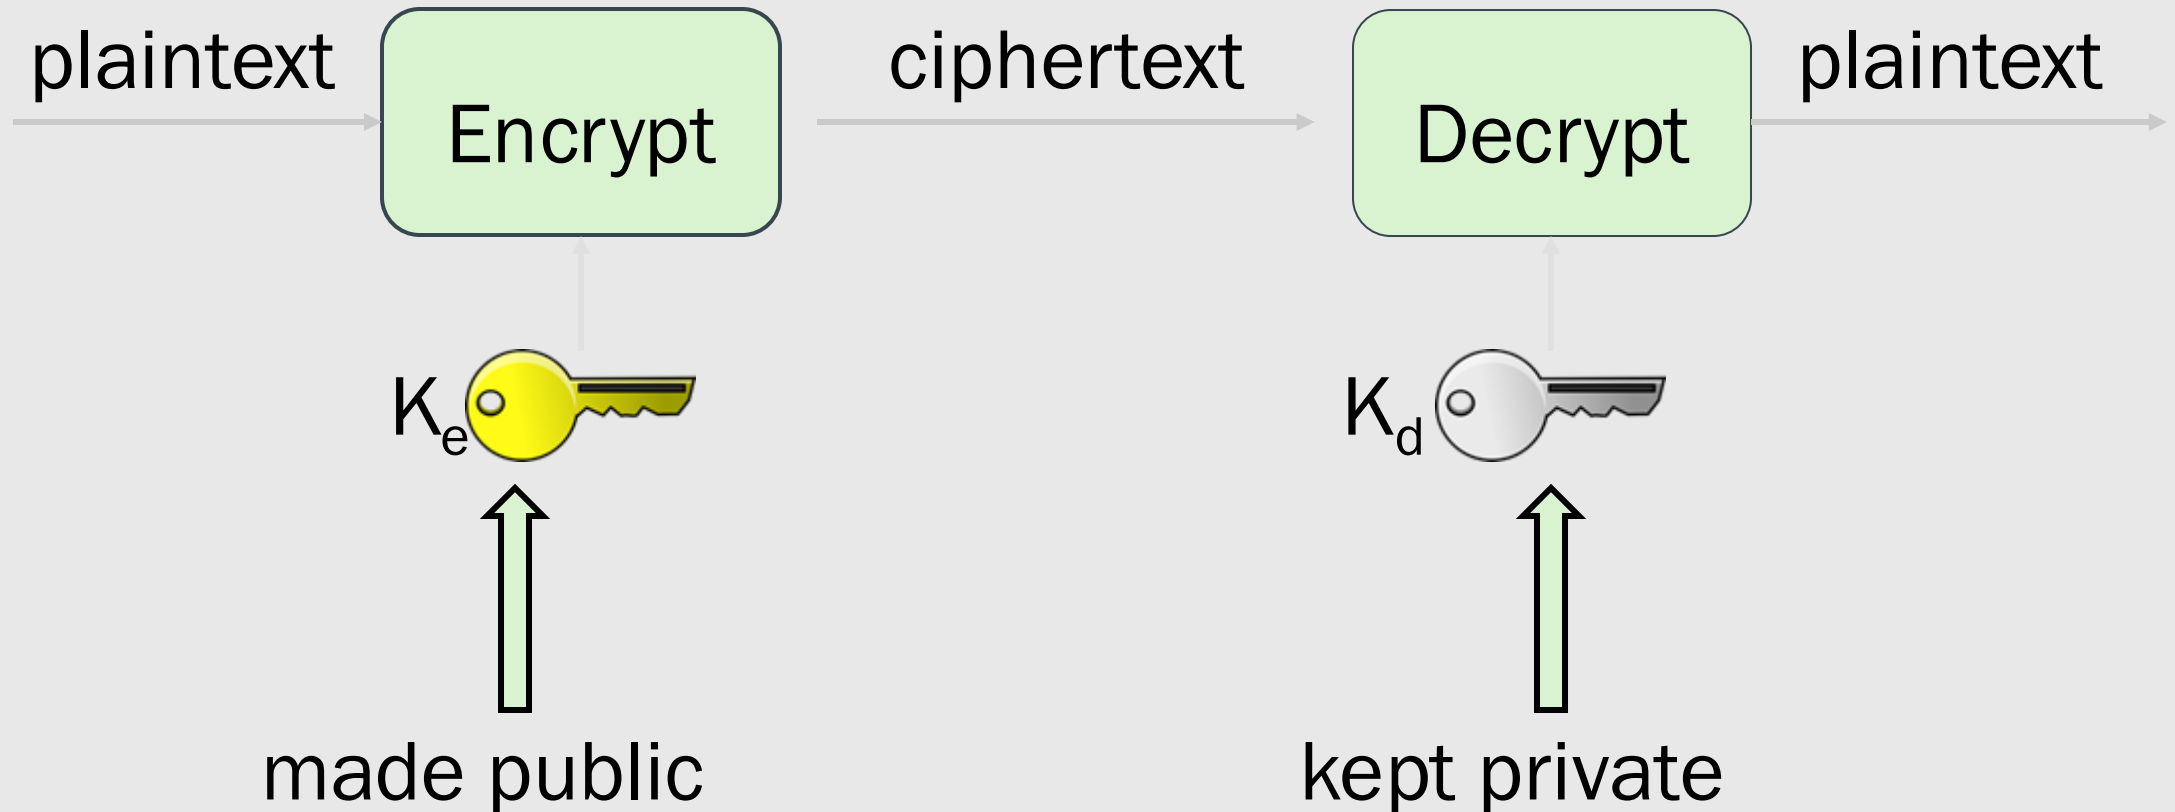 plaintext
Encrypt
ciphertext
Decrypt
plaintext
Ke
Kd
made public
kept private